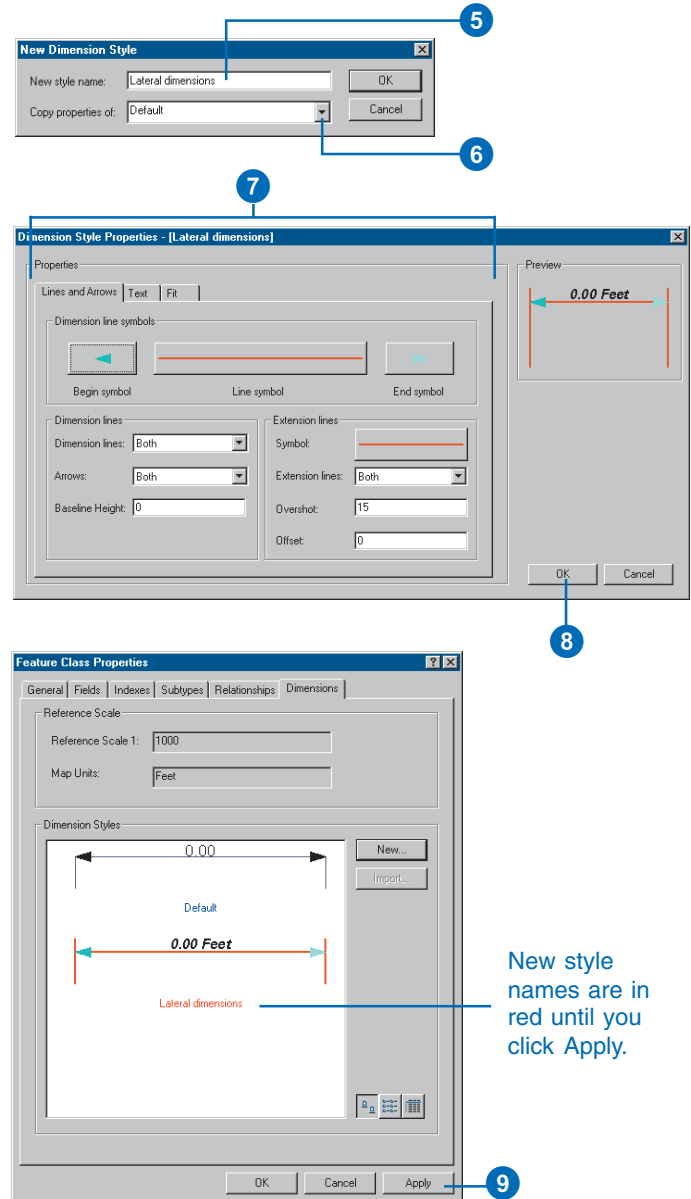 5
New Dimension Style
New style name: Lateral dimensions OK
Copy properties of: Default Cancel
6
7
Dimension Style Properties - [Lateral dimensions]
Properties
Lines and Arrows Text Fit
Dimension line symbols
Begin symbol Line symbol End symbol
Dimension lines
Dimension lines: Both
Arrows: Both
Baseline Height: 0
Extension lines
Symbol:
Extension lines: Both
Overshot: 15
Offset: 0
Preview
0.00 Feet
OK Cancel
8
Feature Class Properties
General Fields Indexes Subtypes Relationships Dimensions
Reference Scale
Reference Scale 1: 1000
Map Units: Feet
Dimension Styles
0.00
Default
0.00 Feet
Lateral dimensions
New...
Import...
New style
names are in
red until you
click Apply.
OK Cancel Apply
9